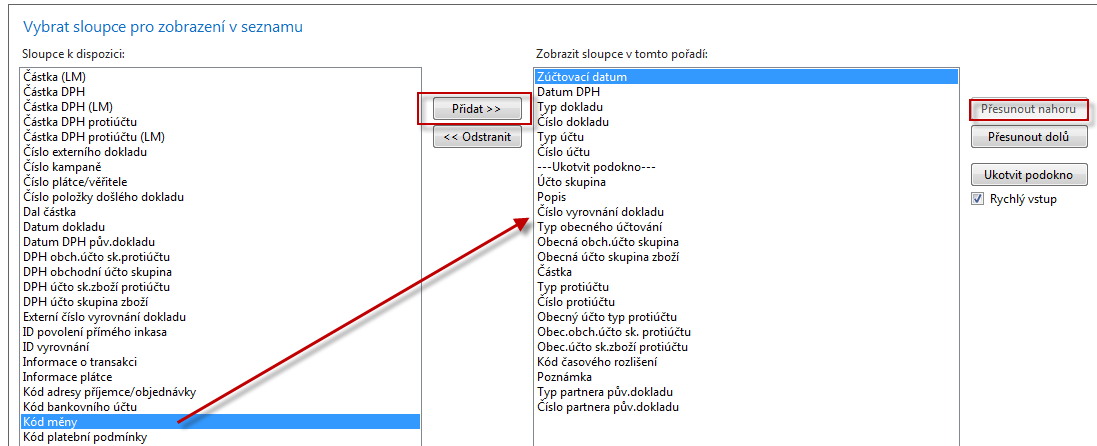 Vybrat sloupce pro zobrazení v seznamu
Sloupce k dispozici:
Částka (LM)
Částka DPH
Částka DPH (LM)
Částka DPH protiúčtu
Částka DPH protiúčtu (LM)
Číslo externího dokladu
Číslo kampaně
Číslo plátce/věřitele
Číslo položky došlého dokladu
Dal částka
Datum dokladu
Datum DPH pův.dokladu
DPH obch.účto sk.protiúčtu
DPH obchodní účto skupina
DPH účto sk.zboží protiúčtu
DPH účto skupina zboží
Externí číslo vyrovnání dokladu
ID povolení přímého inkasa
ID vyrovnání
Informace o transakci
Informace plátce
Kód adresy příjemce/objednávky
Kód bankovního účtu
Kód měny
Kód platební podmínky
Přidat >>
<< Odstranit
Zobrazit sloupce v tomto pořadí:
Zúčtovací datum
Datum DPH
Typ dokladu
Číslo dokladu
Typ účtu
Číslo účtu
---Ukotvit podokno---
Účto skupina
Popis
Číslo vyrovnání dokladu
Typ obecného účtování
Obecná obch.účto skupina
Obecná účto skupina zboží
Částka
Typ protiúčtu
Číslo protiúčtu
Obecný účto typ protiúčtu
Obec.obch.účto sk. protiúčtu
Obec.účto sk.zboží protiúčtu
Kód časového rozlišení
Poznámka
Typ partnera pův.dokladu
Číslo partnera pův.dokladu
Přesunout nahoru
Přesunout dolů
Ukotvit podokno
Rychlý vstup